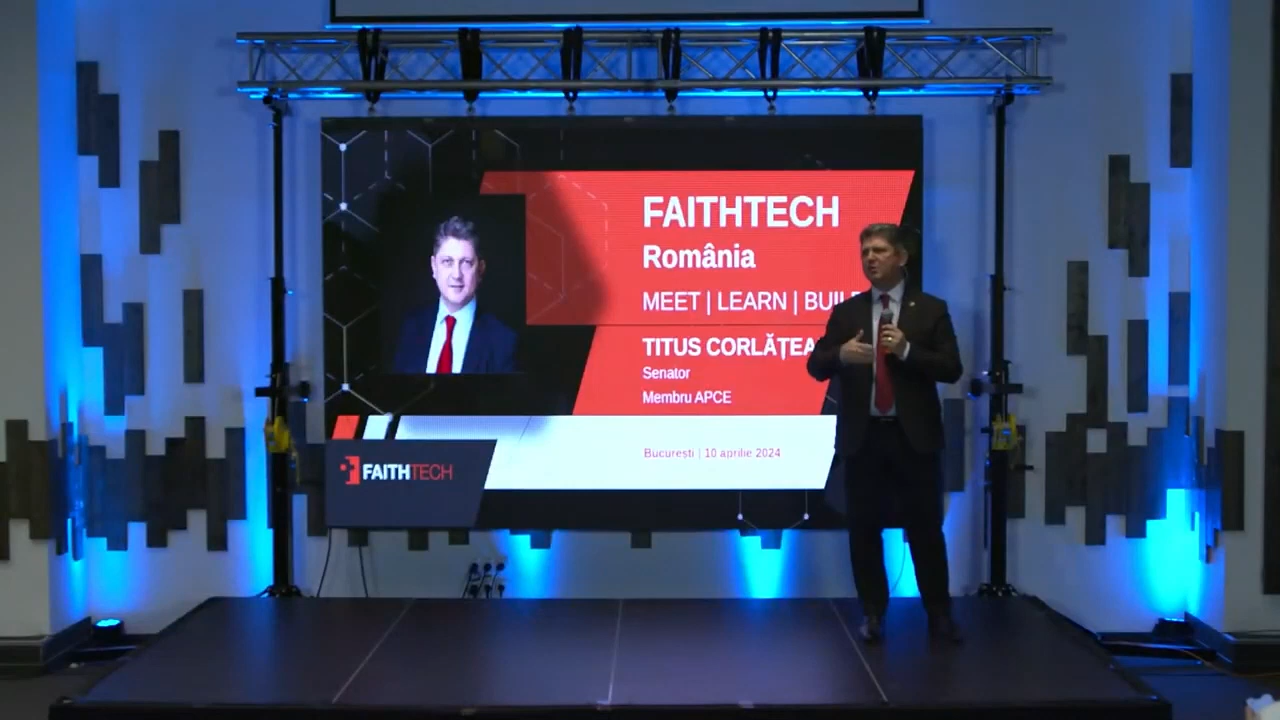 FAITHTECH
România
MEET | LEARN | BUIL
TITUS CORLĂȚEA
Senator
Membru APCE
București | 10 aprilie 2024
FAITHTECH